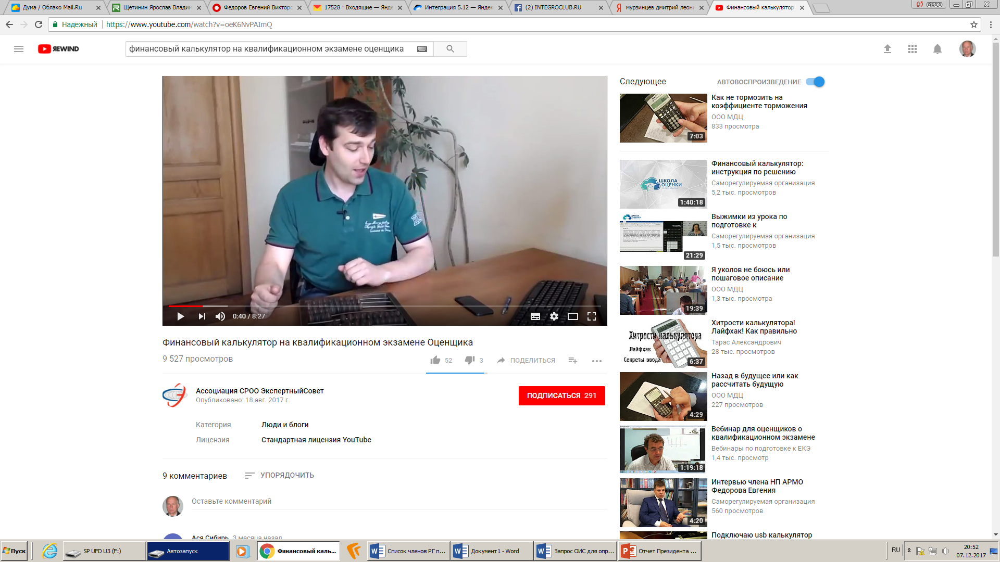 Дума / Облако Mail.Ru
Щетинин Ярослав Владим
Федоров Евгений Викторо
17528 · Входящие — Янде
Интеграция 5.12 — Яндек
(2) INTEGROCLUB.RU
мурзинцев дмитрий леони
Финансовый калькулятор
СРОО
Надежный
https://www.youtube.com/watch?v=oeK6NvPAImQ
ЯEWIND
финансовый калькулятор на квалификационном экзамене оценщика
0:40 / 8:27
Финансовый калькулятор на квалификационном экзамене Оценщика
9 527 просмотров
52
3
ПОДЕЛИТЬСЯ
Ассоциация СРОО ЭкспертныйСовет
Опубликовано: 18 авг. 2017 г.
ПОДПИСАТЬСЯ 291
Категория
Люди и блоги
Лицензия
Стандартная лицензия YouTube
9 комментариев
УПОРЯДОЧИТЬ
Оставьте комментарий
Ася Сибирь 3 месяца назад
Следующее
АВТОВОСПРОИЗВЕДЕНИЕ
Как не тормозить на
коэффициенте торможения
ООО МДЦ
833 просмотра
7:03
Финансовый калькулятор:
инструкция по решению
Саморегулируемая организация
5,2 тыс. просмотров
ШКОЛА
ОЦЕНКИ
1:40:18
Выжимки из урока по
подготовке к
Саморегулируемая организация
1,5 тыс. просмотров
21:29
Я уколов не боюсь или
пошаговое описание
ООО МДЦ
1,3 тыс. просмотра
19:39
Хитрости калькулятора!
Лайфхак! Как правильно
Тарас Александрович
28 тыс. просмотров
Хитрости калькулятора
Лайфхак
Секреты ввода
6:37
Назад в будущее или как
рассчитать будущую
ООО МДЦ
227 просмотров
4:29
Вебинар для оценщиков о
квалификационном экзамене
Вебинары по подготовке к ЕКЭ
1,4 тыс. просмотр
1:19:18
Интервью члена НП АРМО
Федорова Евгения
Саморегулируемая организация
560 просмотров
4:20
Подключаю usb калькулятор
Пуск
SP UFD U3 (F:)
Автозапуск
Финансовый каль...
Список членов РГ п...
Документ1 - Word
Запрос ОИС для опр...
Отчет Президента ...
RU
20:52
07.12.2017